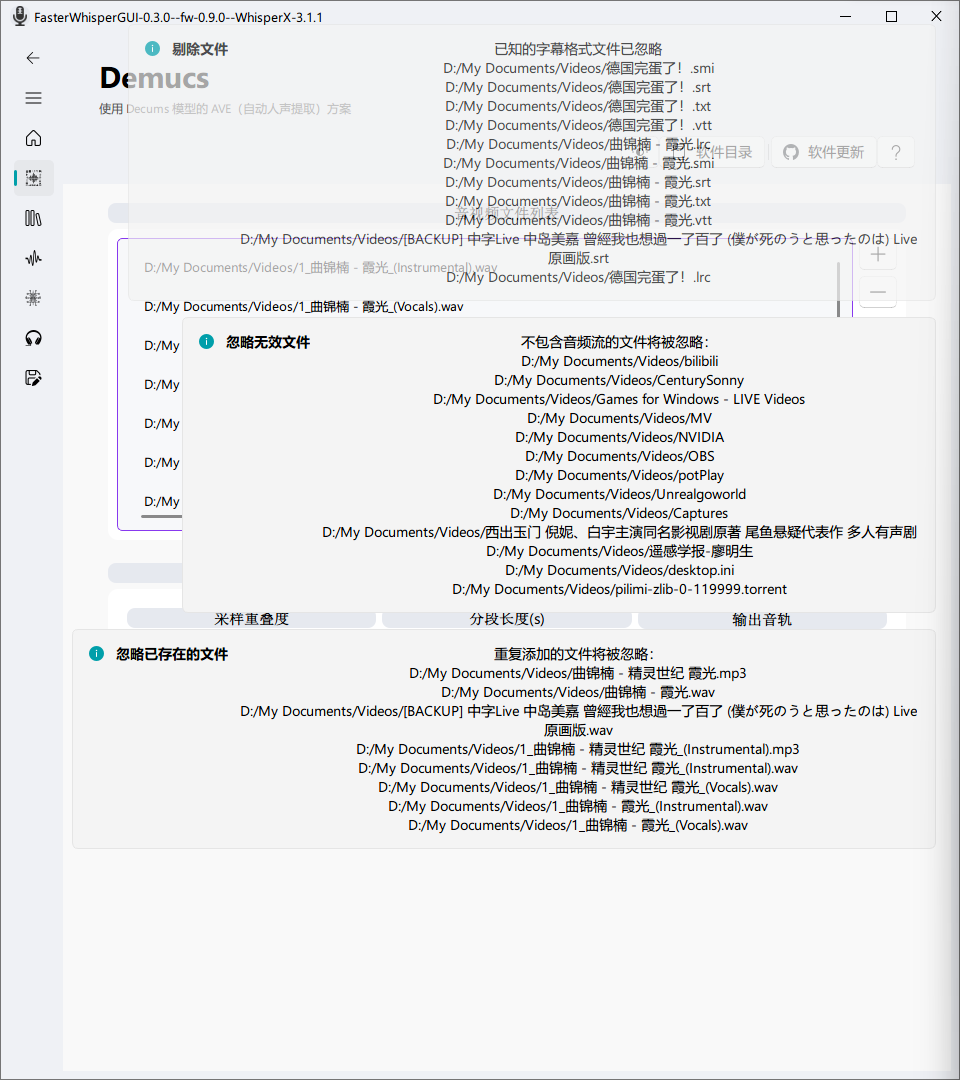 FasterWhisperGUI-0.3.0--fw-0.9.0--WhisperX-3.1.1
Demucs
使用 Decums 模型的 AVE（自动人声提取）方案
软件目录
软件更新
?
剔除文件
已知的字幕格式文件已忽略
D:/My Documents/Videos/德国完蛋了！.smi
D:/My Documents/Videos/德国完蛋了！.srt
D:/My Documents/Videos/德国完蛋了！.txt
D:/My Documents/Videos/德国完蛋了！.vtt
D:/My Documents/Videos/曲锦楠 - 霞光.lrc
D:/My Documents/Videos/曲锦楠 - 霞光.smi
D:/My Documents/Videos/曲锦楠 - 霞光.srt
D:/My Documents/Videos/曲锦楠 - 霞光.txt
D:/My Documents/Videos/曲锦楠 - 霞光.vtt
D:/My Documents/Videos/[BACKUP] 中字Live 中岛美嘉 曾經我也想過一了百了 (僕が死のうと思ったのは) Live
原画版.srt
D:/My Documents/Videos/德国完蛋了！.lrc
音视频文件列表
D:/My Documents/Videos/1_曲锦楠 - 霞光_(Instrumental).wav
D:/My Documents/Videos/1_曲锦楠 - 霞光_(Vocals).wav
D:/My
D:/My
D:/My
D:/My
D:/My
忽略无效文件
不包含音频流的文件将被忽略：
D:/My Documents/Videos/bilibili
D:/My Documents/Videos/CenturySonny
D:/My Documents/Videos/Games for Windows - LIVE Videos
D:/My Documents/Videos/MV
D:/My Documents/Videos/NVIDIA
D:/My Documents/Videos/OBS
D:/My Documents/Videos/potPlay
D:/My Documents/Videos/Unrealgoworld
D:/My Documents/Videos/Captures
D:/My Documents/Videos/西出玉门 倪妮、白宇主演同名影视剧原著 尾鱼悬疑代表作 多人有声剧
D:/My Documents/Videos/遥感学报-廖明生
D:/My Documents/Videos/desktop.ini
D:/My Documents/Videos/pilimi-zlib-0-119999.torrent
采样重叠度
分段长度(s)
输出音轨
忽略已存在的文件
重复添加的文件将被忽略：
D:/My Documents/Videos/曲锦楠 - 精灵世纪 霞光.mp3
D:/My Documents/Videos/曲锦楠 - 霞光.wav
D:/My Documents/Videos/[BACKUP] 中字Live 中岛美嘉 曾經我也想過一了百了 (僕が死のうと思ったのは) Live
原画版.wav
D:/My Documents/Videos/1_曲锦楠 - 精灵世纪 霞光_(Instrumental).mp3
D:/My Documents/Videos/1_曲锦楠 - 精灵世纪 霞光_(Instrumental).wav
D:/My Documents/Videos/1_曲锦楠 - 精灵世纪 霞光_(Vocals).wav
D:/My Documents/Videos/1_曲锦楠 - 霞光_(Instrumental).wav
D:/My Documents/Videos/1_曲锦楠 - 霞光_(Vocals).wav